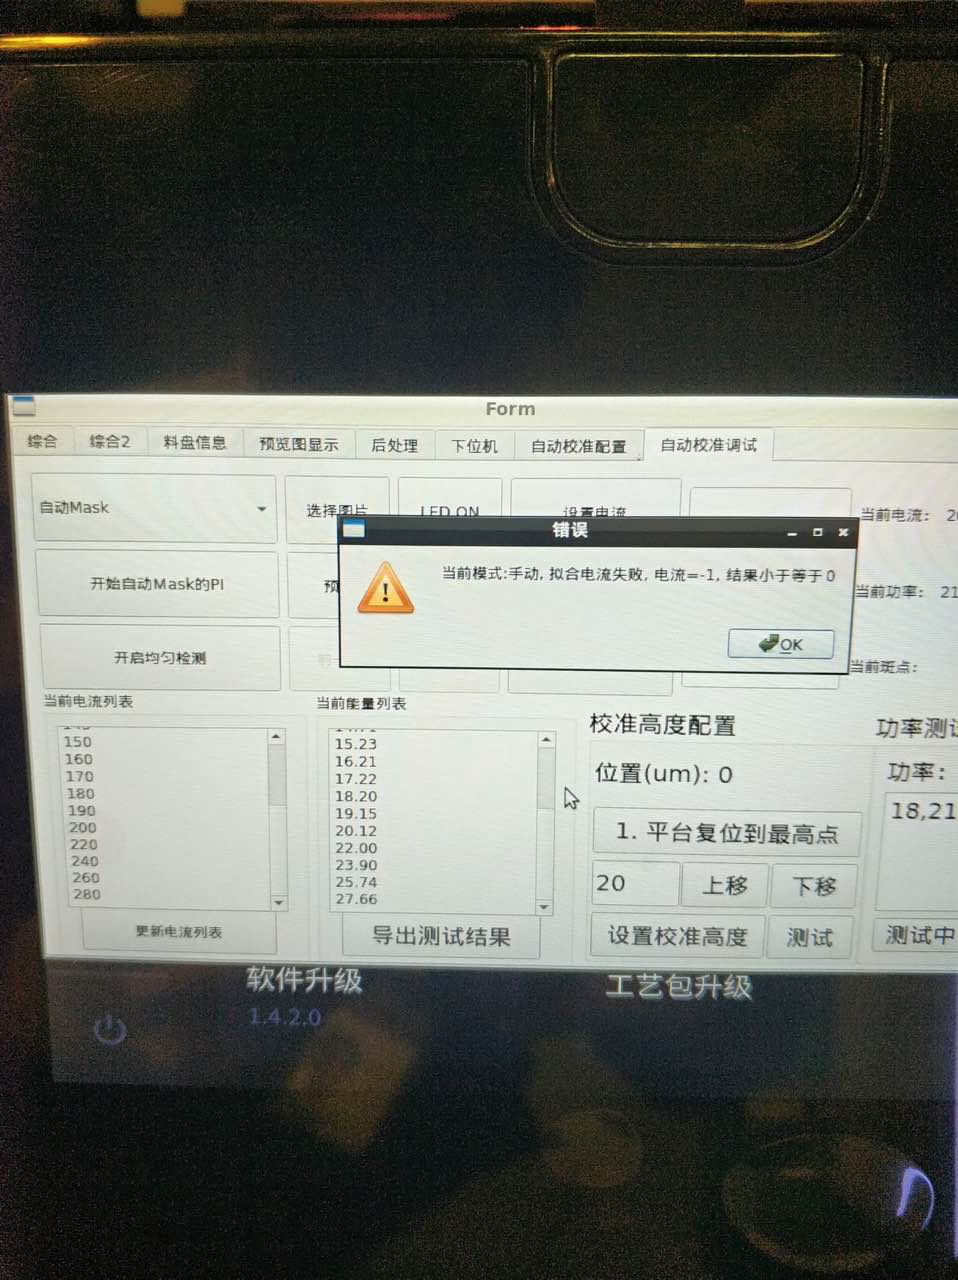 Form
综合 综合2 料盘信息 预览图显示 后处理 下位机 自动校准配置 自动校准调试
自动Mask 选择图片 LED ON 设置电流 当前电流:
错误
当前模式:手动, 拟合电流失败, 电流=-1, 结果小于等于0
OK
开始自动Mask的PI 预 当前功率:
开启均匀检测 当前斑点:
当前电流列表
150
160
170
180
190
200
220
240
260
280
更新电流列表
当前能量列表
15.23
16.21
17.22
18.20
19.15
20.12
22.00
23.90
25.74
27.66
导出测试结果
校准高度配置
位置(um): 0
1. 平台复位到最高点
20 上移 下移
设置校准高度 测试
功率测试
功率:
18,21
测试中
软件升级 工艺包升级
1.4.2.0